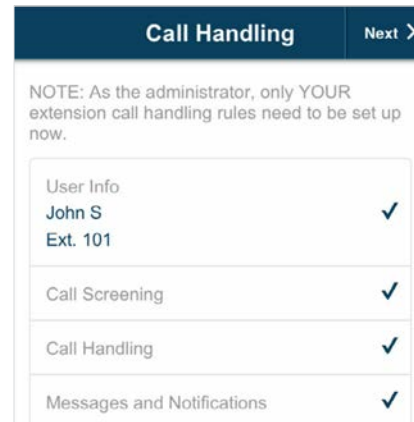 Call Handling
Next
NOTE: As the administrator, only YOUR
extension call handling rules need to be set up
now.
User Info
John S
Ext. 101
Call Screening
Call Handling
Messages and Notifications